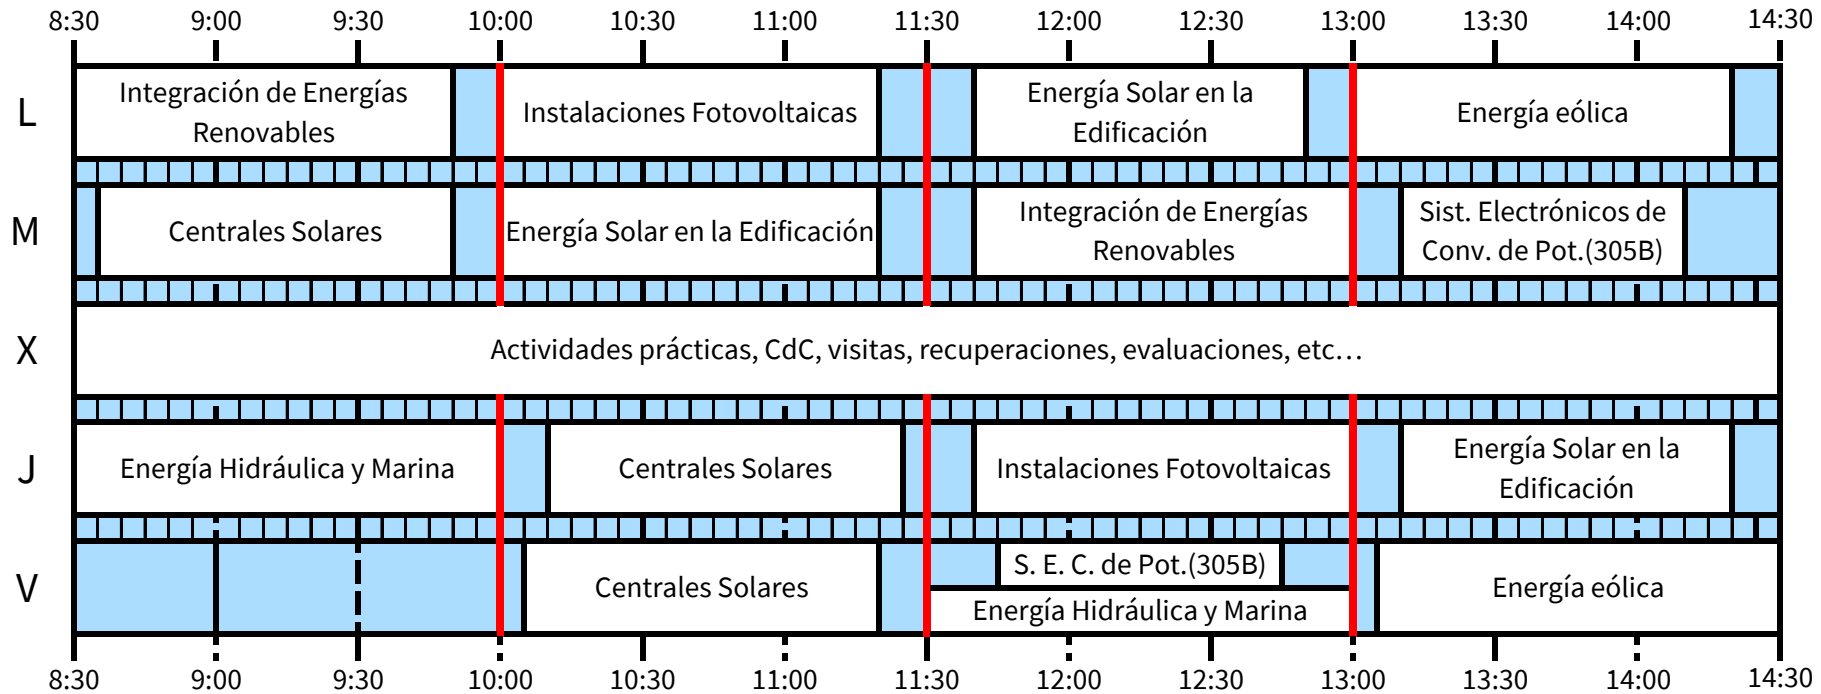 8:30 9:00 9:30 10:00 10:30 11:00 11:30 12:00 12:30 13:00 13:30 14:00 14:30
L
Integración de Energías
Renovables
Instalaciones Fotovoltaicas
Energía Solar en la
Edificación
Energía eólica
M
Centrales Solares
Energía Solar en la Edificación
Integración de Energías
Renovables
Sist. Electrónicos de
Conv. de Pot.(305B)
X
Actividades prácticas, CdC, visitas, recuperaciones, evaluaciones, etc...
J
Energía Hidráulica y Marina
Centrales Solares
Instalaciones Fotovoltaicas
Energía Solar en la
Edificación
V
Centrales Solares
S. E. C. de Pot.(305B)
Energía Hidráulica y Marina
Energía eólica
8:30 9:00 9:30 10:00 10:30 11:00 11:30 12:00 12:30 13:00 13:30 14:00 14:30